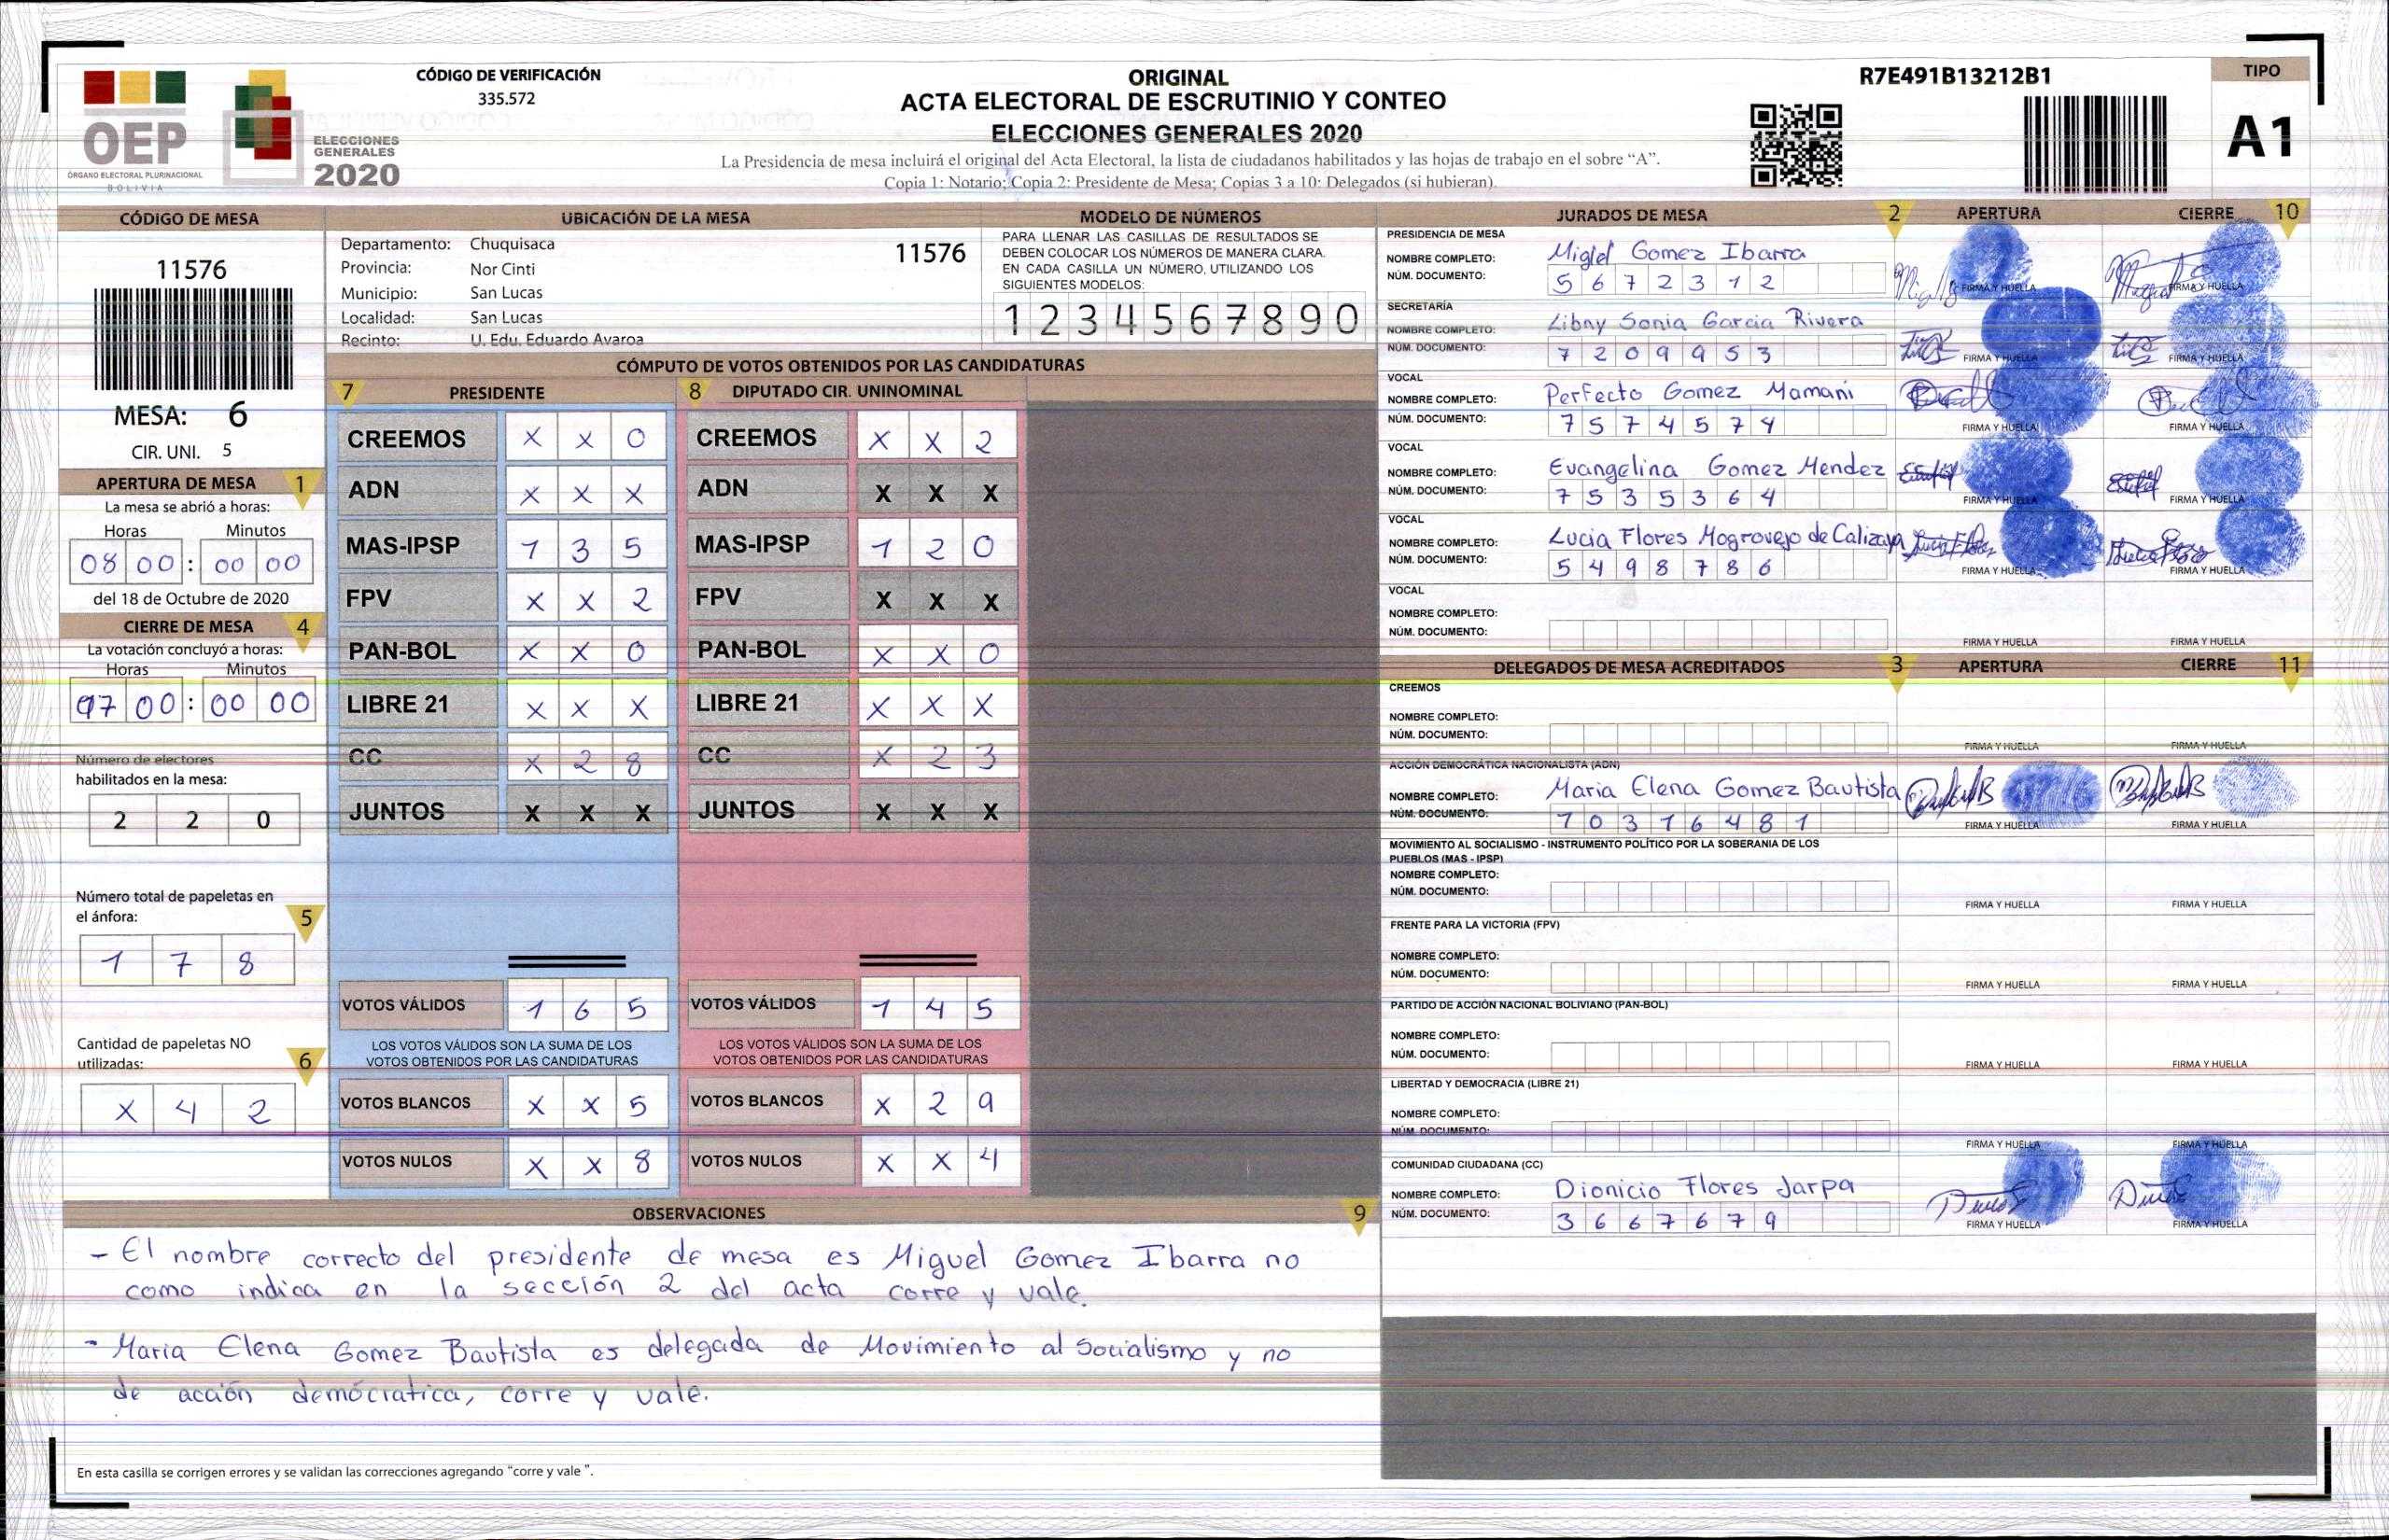 CÓDIGO DE VERIFICACIÓN
335.572
ORIGINAL
ACTA ELECTORAL DE ESCRUTINIO Y CONTEO
ELECCIONES GENERALES 2020
La Presidencia de mesa incluirá el original del Acta Electoral, la lista de ciudadanos habilitados y las hojas de trabajo en el sobre “A”.
Copia 1: Notario; Copia 2: Presidente de Mesa; Copias 3 a 10: Delegados (si hubieran).
R7E491B13212B1
TIPO
A1
OEP
ÓRGANO ELECTORAL PLURINACIONAL
BOLIVIA
ELECCIONES
GENERALES
2020
CÓDIGO DE MESA
11576
MESA: 6
CIR. UNI. 5
APERTURA DE MESA 1
La mesa se abrió a horas:
Horas Minutos
08 00 : 00 00
del 18 de Octubre de 2020
CIERRE DE MESA 4
La votación concluyó a horas:
Horas Minutos
00 : 00 00
Número de electores
habilitados en la mesa:
2 2 0
Número total de papeletas en
el ánfora: 5
1 7 8
Cantidad de papeletas NO
utilizadas: 6
X 4 2
UBICACIÓN DE LA MESA
Departamento: Chuquisaca 11576
Provincia: Nor Cinti
Municipio: San Lucas
Localidad: San Lucas
Recinto: U. Edu. Eduardo Avaroa
MODELO DE NÚMEROS
PARA LLENAR LAS CASILLAS DE RESULTADOS SE
DEBEN COLOCAR LOS NÚMEROS DE MANERA CLARA.
EN CADA CASILLA UN NÚMERO, UTILIZANDO LOS
SIGUIENTES MODELOS:
1 2 3 4 5 6 7 8 9 0
CÓMPUTO DE VOTOS OBTENIDOS POR LAS CANDIDATURAS
7 PRESIDENTE 8 DIPUTADO CIR. UNINOMINAL
CREEMOS X X 0 CREEMOS X X 2
ADN X X X ADN X X X
MAS-IPSP 1 3 5 MAS-IPSP 1 2 0
FPV X X 2 FPV X X X
PAN-BOL X X 0 PAN-BOL X X 0
LIBRE 21 X X X LIBRE 21 X X X
CC X 2 8 CC X 2 3
JUNTOS X X X JUNTOS X X X
VOTOS VÁLIDOS 1 6 5 VOTOS VÁLIDOS 1 4 5
LOS VOTOS VÁLIDOS SON LA SUMA DE LOS LOS VOTOS VÁLIDOS SON LA SUMA DE LOS
VOTOS OBTENIDOS POR LAS CANDIDATURAS VOTOS OBTENIDOS POR LAS CANDIDATURAS
VOTOS BLANCOS X X 5 VOTOS BLANCOS X 2 9
VOTOS NULOS X X 8 VOTOS NULOS X X 4
OBSERVACIONES 9
- El nombre correcto del presidente de mesa es Miguel Gomez Ibarra no
como indica en la sección 2 del acta corre y vale.
- Maria Elena Gomez Bautista es delegada de Movimiento al Socialismo y no
de acción demócratica, corre y vale.
En esta casilla se corrigen errores y se validan las correcciones agregando “corre y vale ”.
JURADOS DE MESA 2 APERTURA CIERRE 10
PRESIDENCIA DE MESA
NOMBRE COMPLETO: Miglel Gomez Ibarra
NÚM. DOCUMENTO: 5 6 7 2 3 1 2
FIRMA Y HUELLA FIRMA Y HUELLA
SECRETARÍA
NOMBRE COMPLETO: Libny Sonia Garcia Rivera
NÚM. DOCUMENTO: 7 2 0 9 9 5 3
FIRMA Y HUELLA FIRMA Y HUELLA
VOCAL
NOMBRE COMPLETO: Perfecto Gomez Mamani
NÚM. DOCUMENTO: 7 5 7 4 5 7 4
FIRMA Y HUELLA FIRMA Y HUELLA
VOCAL
NOMBRE COMPLETO: Evangelina Gomez Mendez
NÚM. DOCUMENTO: 7 5 3 5 3 6 4
FIRMA Y HUELLA FIRMA Y HUELLA
VOCAL
NOMBRE COMPLETO: Lucia Flores Mogrovejo de Calizaya
NÚM. DOCUMENTO: 5 4 9 8 7 8 6
FIRMA Y HUELLA FIRMA Y HUELLA
VOCAL
NOMBRE COMPLETO:
NÚM. DOCUMENTO:
FIRMA Y HUELLA FIRMA Y HUELLA
DELEGADOS DE MESA ACREDITADOS 3 APERTURA CIERRE 11
CREEMOS
NOMBRE COMPLETO:
NÚM. DOCUMENTO:
FIRMA Y HUELLA FIRMA Y HUELLA
ACCIÓN DEMOCRÁTICA NACIONALISTA (ADN)
NOMBRE COMPLETO: Maria Elena Gomez Bautista
NÚM. DOCUMENTO: 7 0 3 1 6 4 8 1
FIRMA Y HUELLA FIRMA Y HUELLA
MOVIMIENTO AL SOCIALISMO - INSTRUMENTO POLÍTICO POR LA SOBERANIA DE LOS
PUEBLOS (MAS - IPSP)
NOMBRE COMPLETO:
NÚM. DOCUMENTO:
FIRMA Y HUELLA FIRMA Y HUELLA
FRENTE PARA LA VICTORIA (FPV)
NOMBRE COMPLETO:
NÚM. DOCUMENTO:
FIRMA Y HUELLA FIRMA Y HUELLA
PARTIDO DE ACCIÓN NACIONAL BOLIVIANO (PAN-BOL)
NOMBRE COMPLETO:
NÚM. DOCUMENTO:
FIRMA Y HUELLA FIRMA Y HUELLA
LIBERTAD Y DEMOCRACIA (LIBRE 21)
NOMBRE COMPLETO:
NÚM. DOCUMENTO:
FIRMA Y HUELLA FIRMA Y HUELLA
COMUNIDAD CIUDADANA (CC)
NOMBRE COMPLETO: Dionicio Flores Jarpa
NÚM. DOCUMENTO: 3 6 6 7 6 7 9
FIRMA Y HUELLA FIRMA Y HUELLA